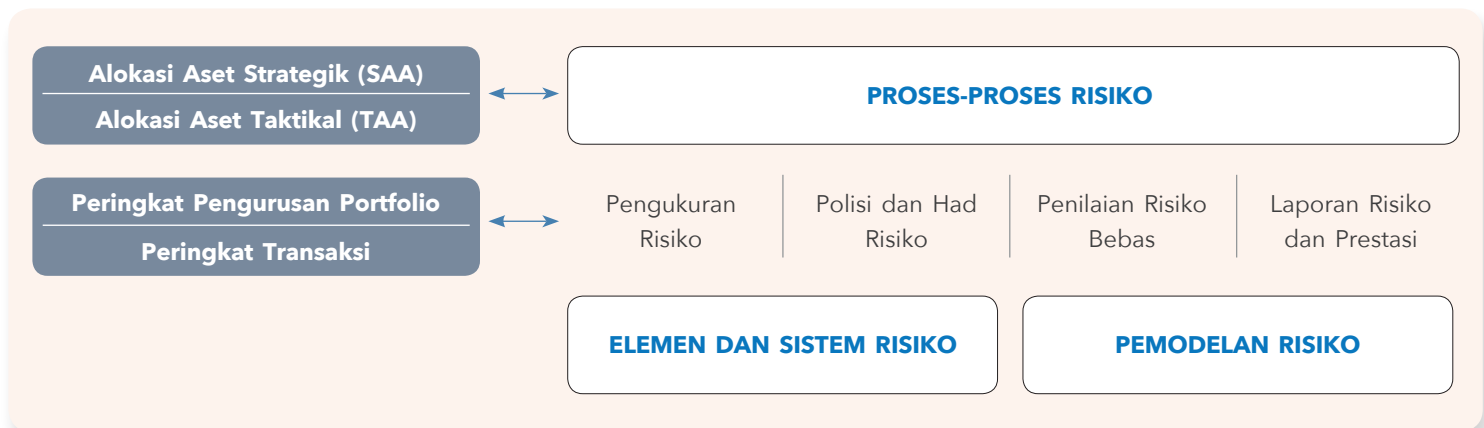 Alokasi Aset Strategik (SAA)
Alokasi Aset Taktikal (TAA)
PROSES-PROSES RISIKO
Peringkat Pengurusan Portfolio
Peringkat Transaksi
Pengukuran
Risiko
Polisi dan Had
Risiko
Penilaian Risiko
Bebas
Laporan Risiko
dan Prestasi
ELEMEN DAN SISTEM RISIKO
PEMODELAN RISIKO